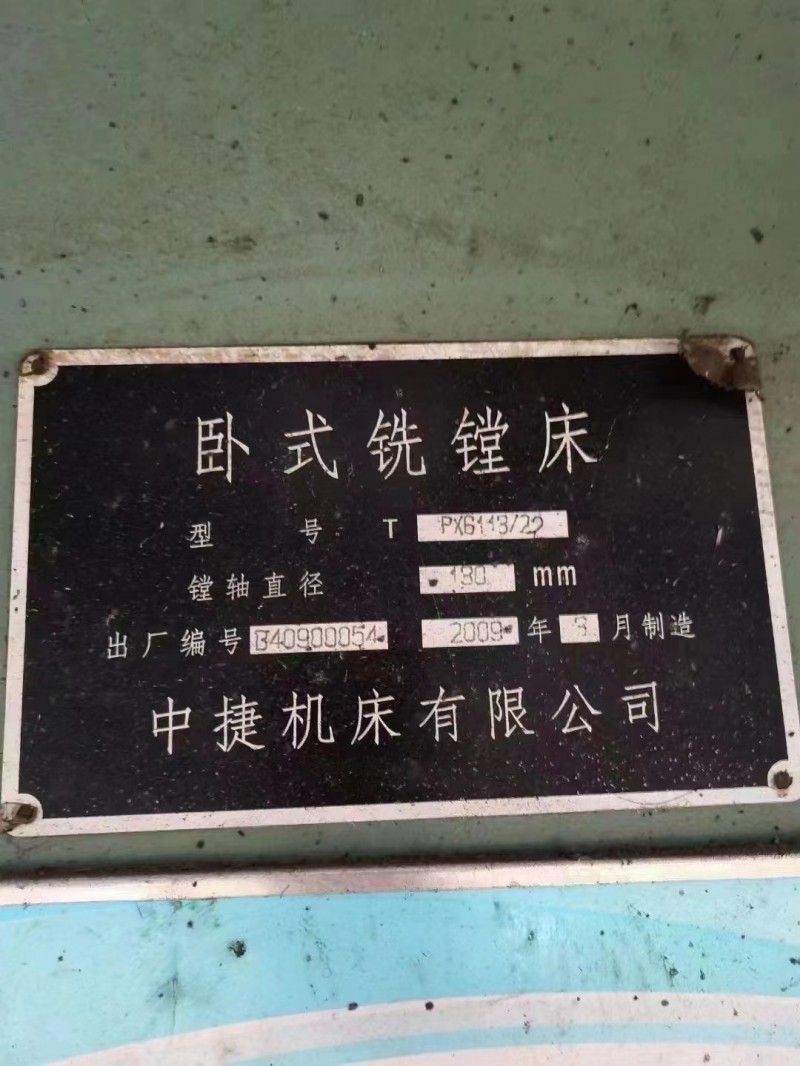 卧式铣镗床
型号 T PX6113/22
镗轴直径 130 mm
出厂编号 B40900054 2009 年 3 月制造
中捷机床有限公司